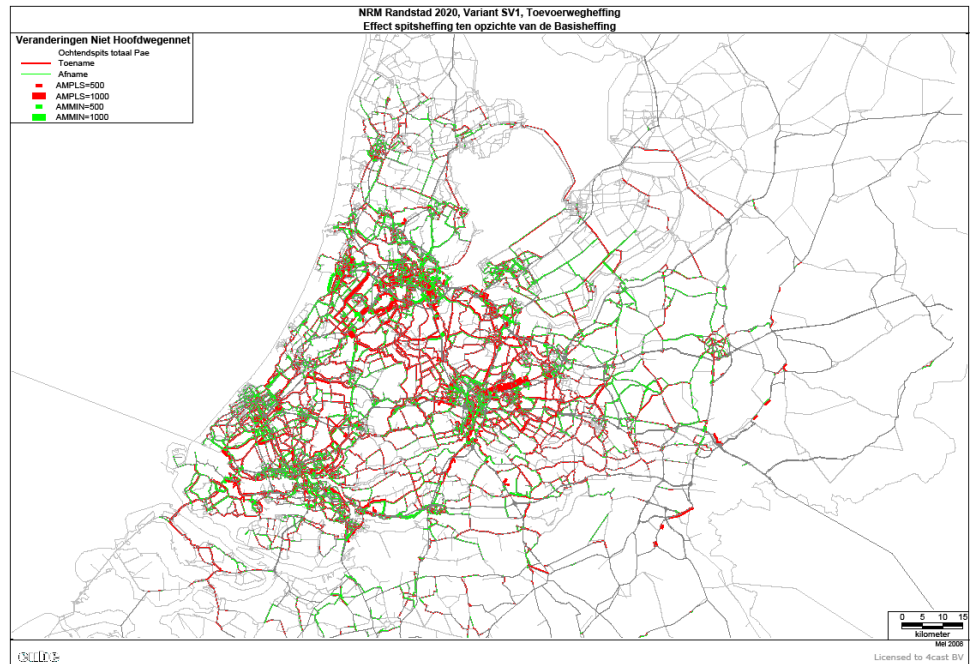 NRM Randstad 2020, Variant SV1, Toevoerwegheffing
Effect spitsheffing ten opzichte van de Basisheffing
Veranderingen Niet Hoofdwegennet
Ochtendspits totaal Pae
Toename
Afname
AMPLS=500
AMPLS=1000
AMMIN=500
AMMIN=1000
0 5 10 15
kilometer
Mei 2008
cube
Licensed to 4cast BV